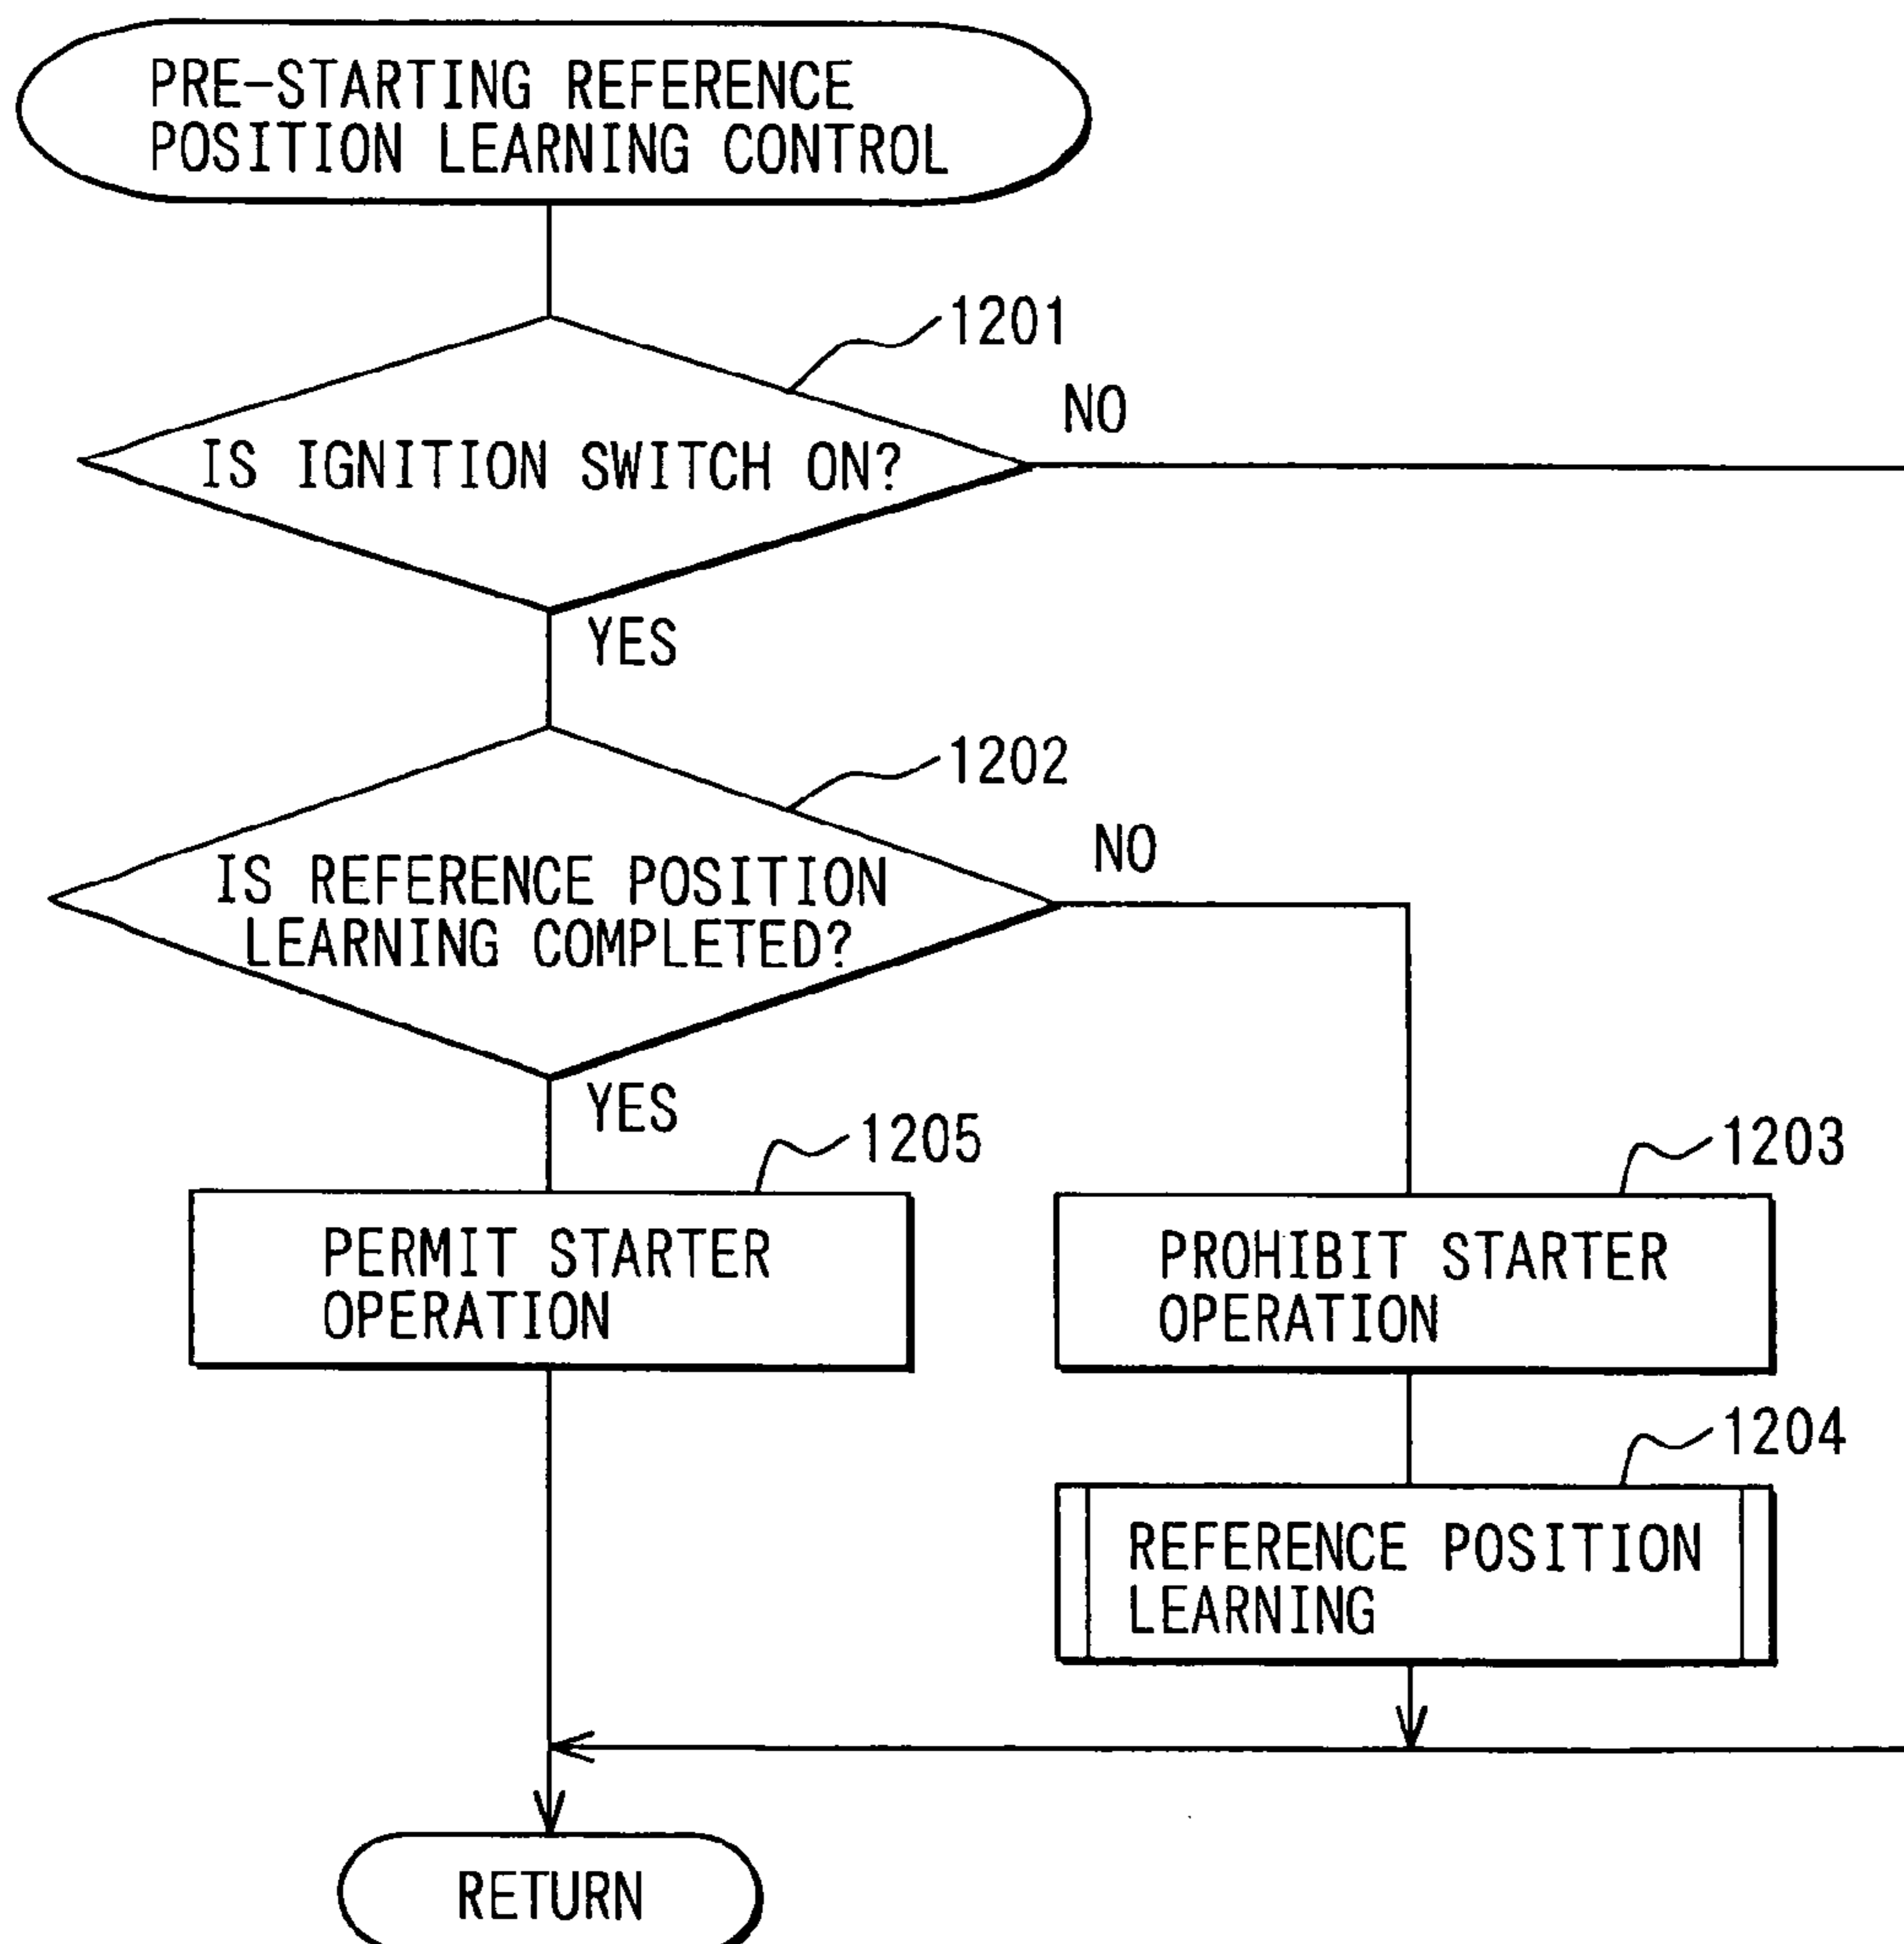 PRE-STARTING REFERENCE
POSITION LEARNING CONTROL
1201
NO
IS IGNITION SWITCH ON?
YES
1202
NO
IS REFERENCE POSITION
LEARNING COMPLETED?
YES
1205
1203
PERMIT STARTER
OPERATION
PROHIBIT STARTER
OPERATION
1204
REFERENCE POSITION
LEARNING
RETURN